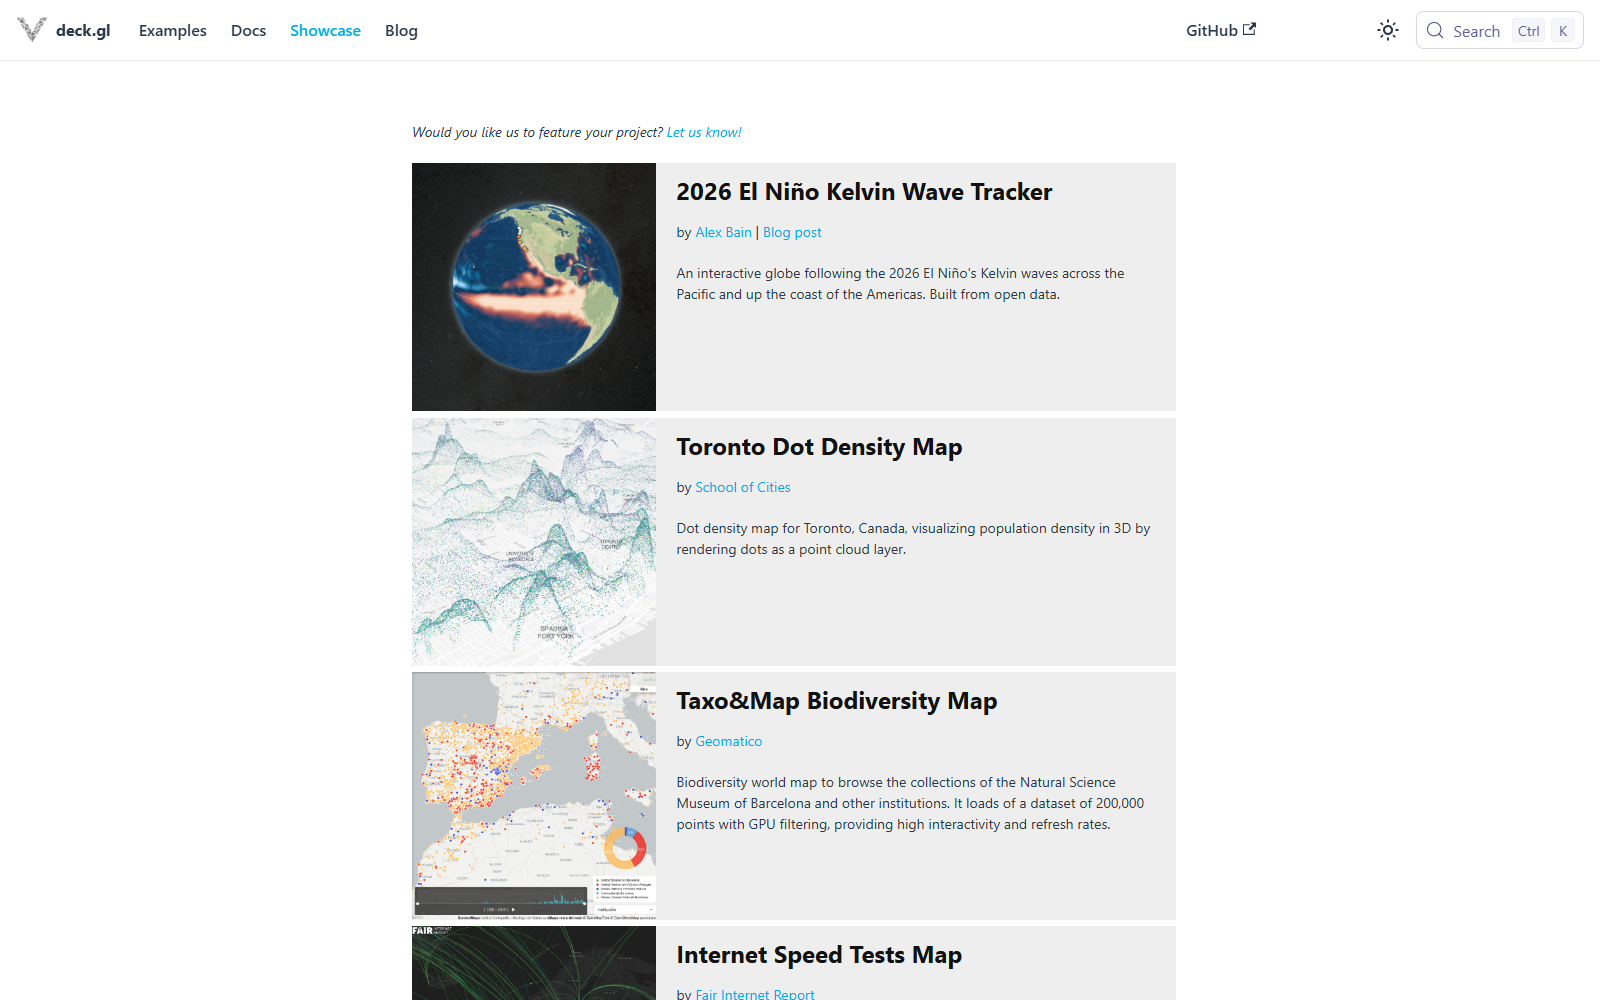 deck.gl Examples Docs Showcase Blog GitHub Search Ctrl K
Would you like us to feature your project? Let us know!
2026 El Niño Kelvin Wave Tracker
by Alex Bain | Blog post
An interactive globe following the 2026 El Niño's Kelvin waves across the
Pacific and up the coast of the Americas. Built from open data.
Toronto Dot Density Map
by School of Cities
Dot density map for Toronto, Canada, visualizing population density in 3D by
rendering dots as a point cloud layer.
SPADINA
FORT YORK
Taxo&Map Biodiversity Map
by Geomatico
Biodiversity world map to browse the collections of the Natural Science
Museum of Barcelona and other institutions. It loads of a dataset of 200,000
points with GPU filtering, providing high interactivity and refresh rates.
FAIR INTERNET
REPORT
Internet Speed Tests Map
by Fair Internet Report